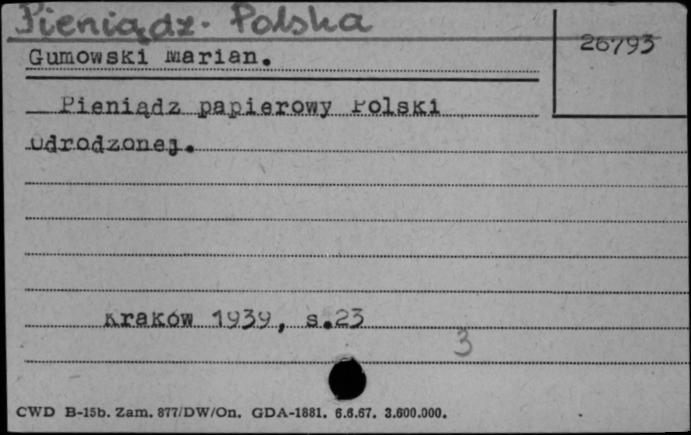 Pieniądz. Polska
26793
Gumowski Marian.
Pieniądz papierowy Polski
Odrodzonej.
Kraków 1939, s.23
3
CWD B-15b. Zam. 877/DW/On. GDA-1881. 6.6.67. 3.600.000.